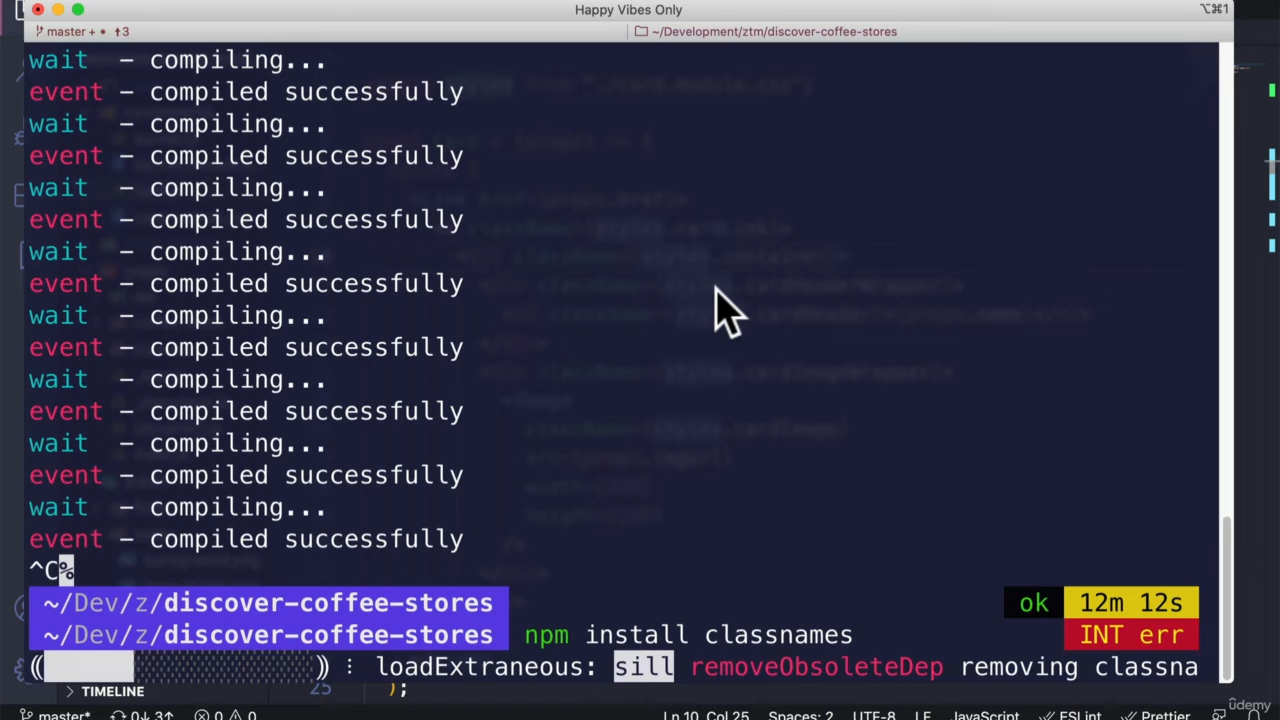 Happy Vibes Only
⌥⌘1
master + • ⇡3
~/Development/ztm/discover-coffee-stores
wait - compiling...
event - compiled successfully
wait - compiling...
event - compiled successfully
wait - compiling...
event - compiled successfully
wait - compiling...
event - compiled successfully
wait - compiling...
event - compiled successfully
wait - compiling...
event - compiled successfully
wait - compiling...
event - compiled successfully
wait - compiling...
event - compiled successfully
^C%
~/Dev/z/discover-coffee-stores ok 12m 12s
~/Dev/z/discover-coffee-stores npm install classnames INT err
loadExtraneous: sill removeObsoleteDep removing classna
TIMELINE
25 );
master* 0↓ 3↑ 0 0 Ln 10, Col 25 Spaces: 2 UTF-8 LF JavaScript ESLint Prettier
udemy